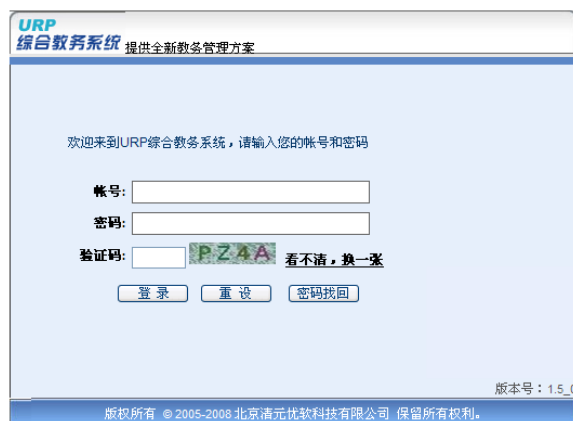 URP
综合教务系统 提供全新教务管理方案
欢迎来到URP综合教务系统，请输入您的帐号和密码
帐号:
密码:
验证码: PZ4A 看不清，换一张
登 录 重 设 密码找回
版本号：1.5_0
版权所有 © 2005-2008 北京清元优软科技有限公司 保留所有权利。